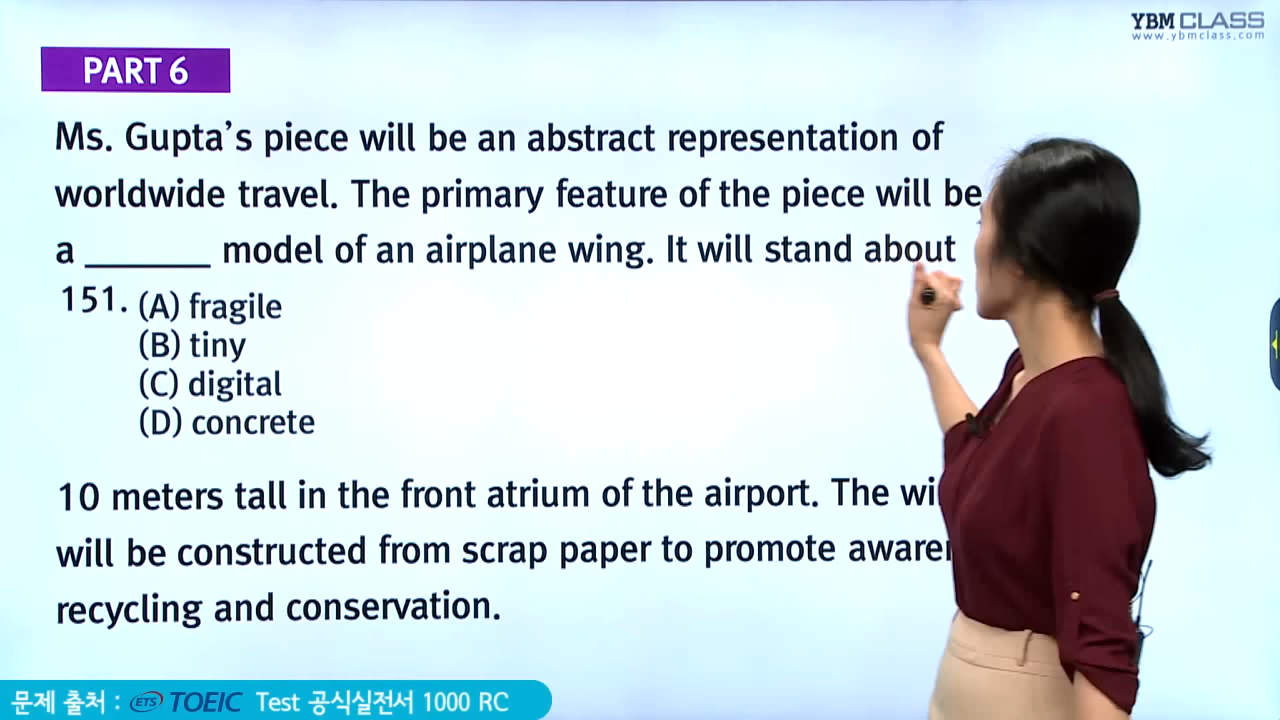 YBM CLASS
www.ybmclass.com
PART 6
Ms. Gupta's piece will be an abstract representation of
worldwide travel. The primary feature of the piece will be
a ________ model of an airplane wing. It will stand about
151. (A) fragile
(B) tiny
(C) digital
(D) concrete
10 meters tall in the front atrium of the airport. The
will be constructed from scrap paper to promote
recycling and conservation.
문제 출처 : ETS TOEIC Test 공식실전서 1000 RC